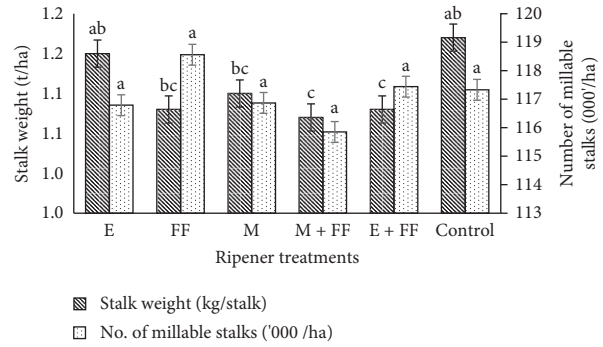 1.2
1.2
1.1
1.1
1.0
1.0
Stalk weight (t/ha)
120
119
118
117
116
115
114
113
Number of millable
stalks (000'/ha)
ab a bc a bc a c a c a ab a
E FF M M + FF E + FF Control
Ripener treatments
Stalk weight (kg/stalk)
No. of millable stalks ('000 /ha)